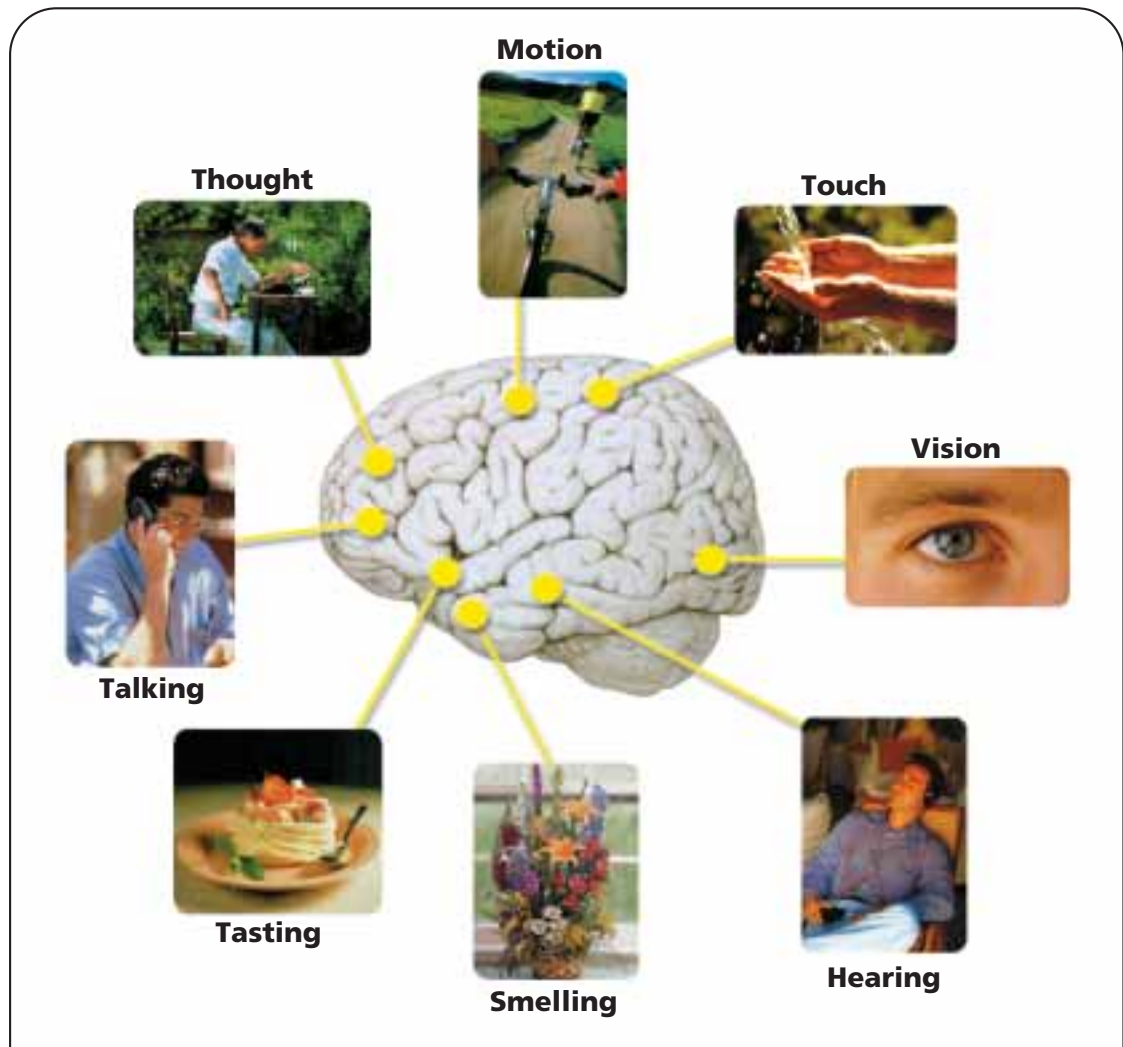 Motion
Thought
Touch
Vision
Talking
Tasting
Hearing
Smelling